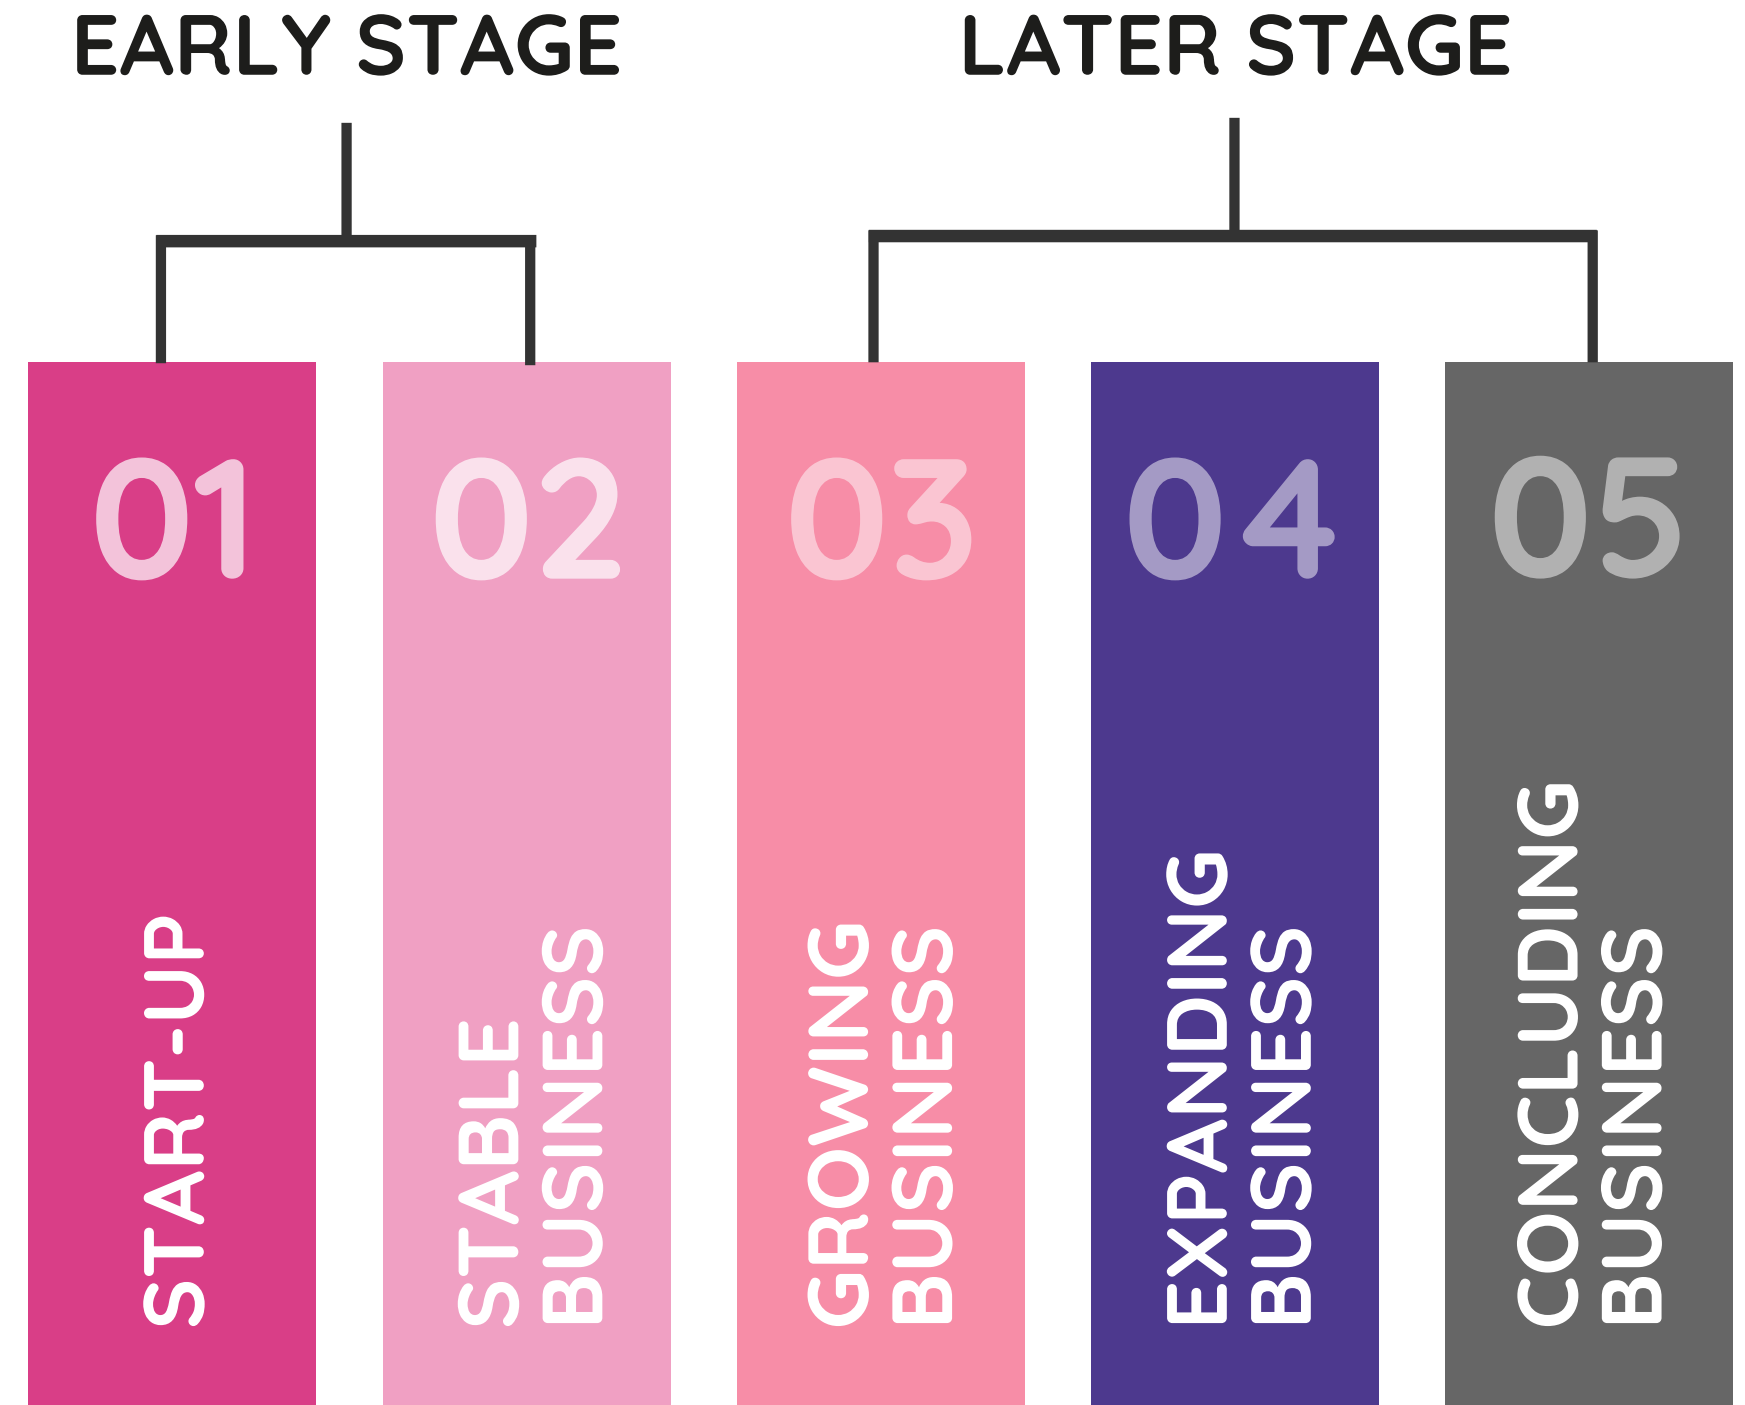 EARLY STAGE
LATER STAGE
01
START-UP
02
STABLE
BUSINESS
03
GROWING
BUSINESS
04
EXPANDING
BUSINESS
05
CONCLUDING
BUSINESS